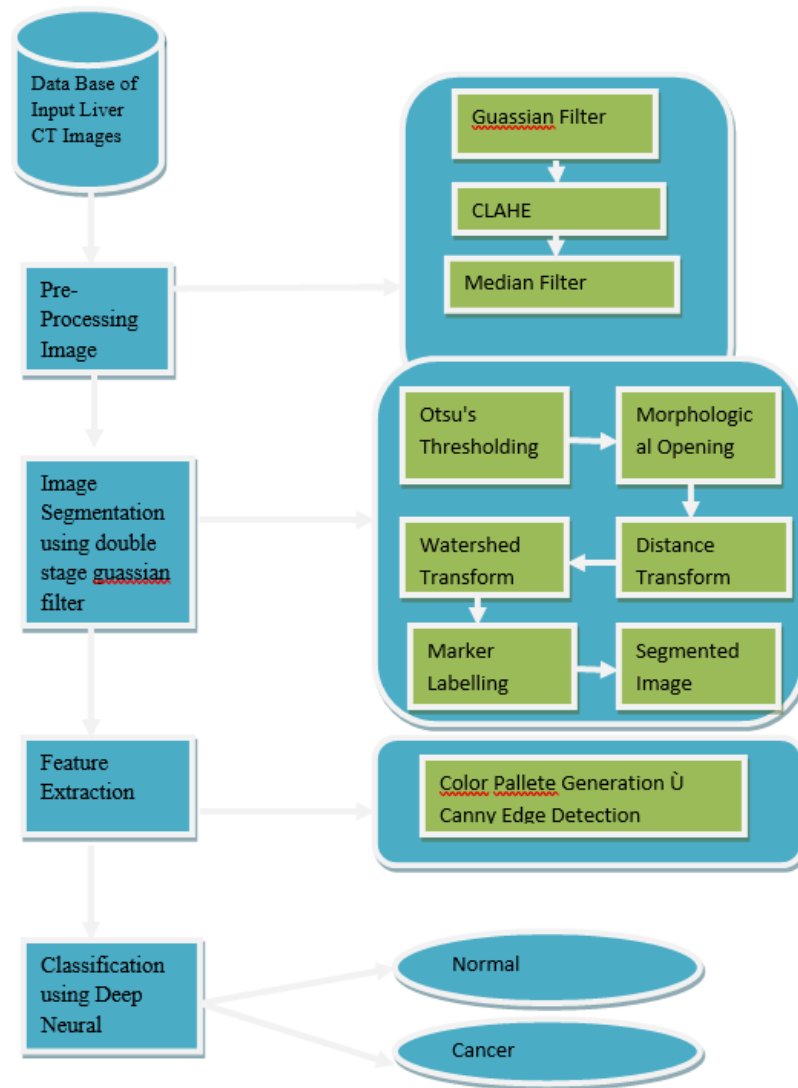 Data Base of
Input Liver
CT Images
Guassian Filter
CLAHE
Median Filter
Pre-
Processing
Image
Otsu's
Thresholding
Morphologic
al Opening
Watershed
Transform
Distance
Transform
Marker
Labelling
Segmented
Image
Image
Segmentation
using double
stage guassian
filter
Feature
Extraction
Color Pallete Generation Ù
Canny Edge Detection
Classification
using Deep
Neural
Normal
Cancer